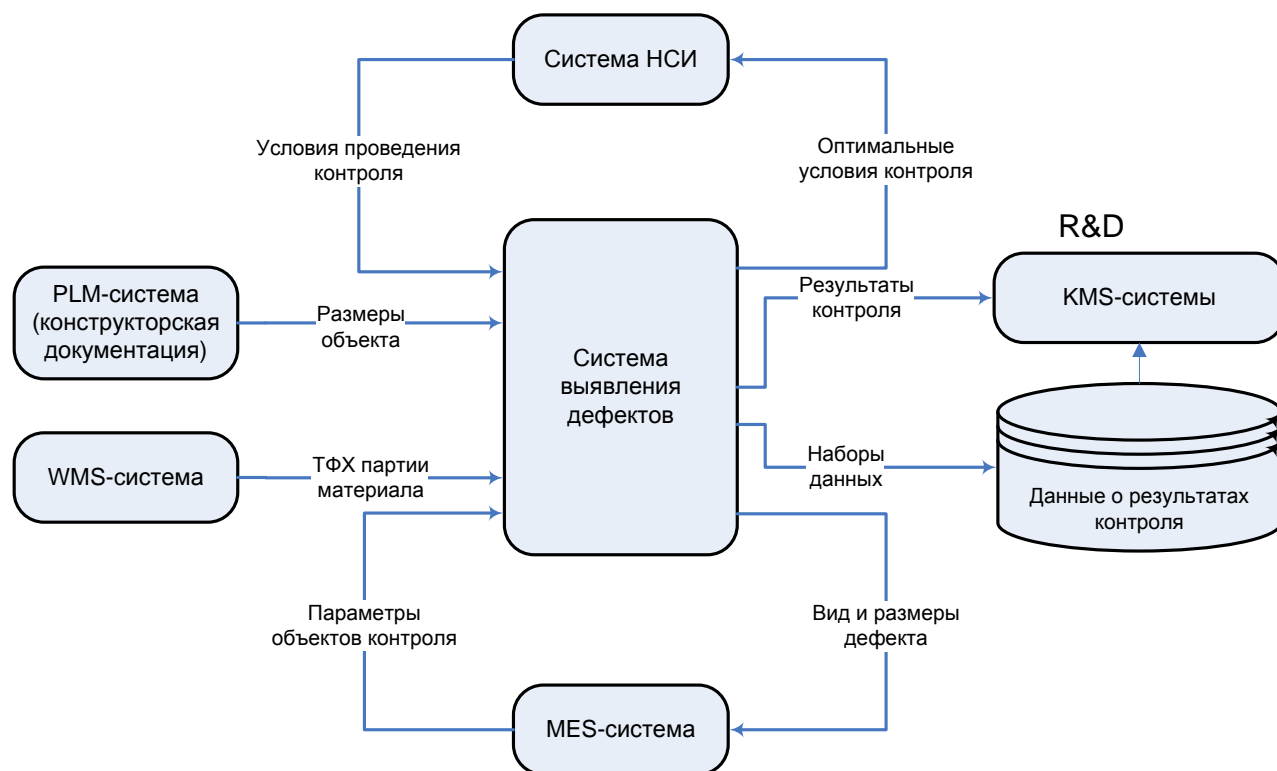 Система НСИ
Условия проведения
контроля
Оптимальные
условия контроля
R&D
PLM-система
(конструкторская
документация)
Размеры
объекта
Система
выявления
дефектов
Результаты
контроля
KMS-системы
WMS-система
ТФХ партии
материала
Наборы
данных
Данные о результатах
контроля
Параметры
объектов контроля
Вид и размеры
дефекта
MES-система